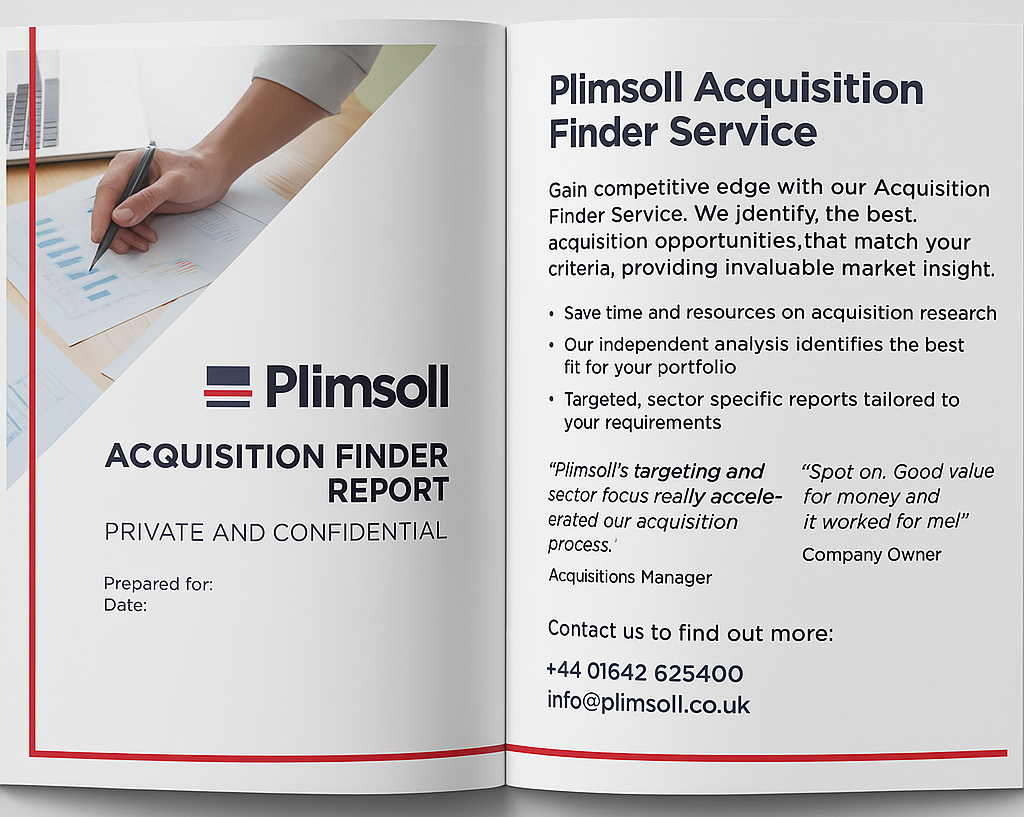 Plimsoll
ACQUISITION FINDER
REPORT
PRIVATE AND CONFIDENTIAL
Prepared for:
Date:
Plimsoll Acquisition
Finder Service
Gain competitive edge with our Acquisition
Finder Service. We jdentify, the best.
acquisition opportunities,that match your
criteria, providing invaluable market insight.
• Save time and resources on acquisition research
• Our independent analysis identifies the best
fit for your portfolio
• Targeted, sector specific reports tailored to
your requirements
“Plimsoll’s targeting and
sector focus really accele-
erated our acquisition
process.'
Acquisitions Manager
“Spot on. Good value
for money and
it worked for me!”
Company Owner
Contact us to find out more:
+44 01642 625400
info@plimsoll.co.uk